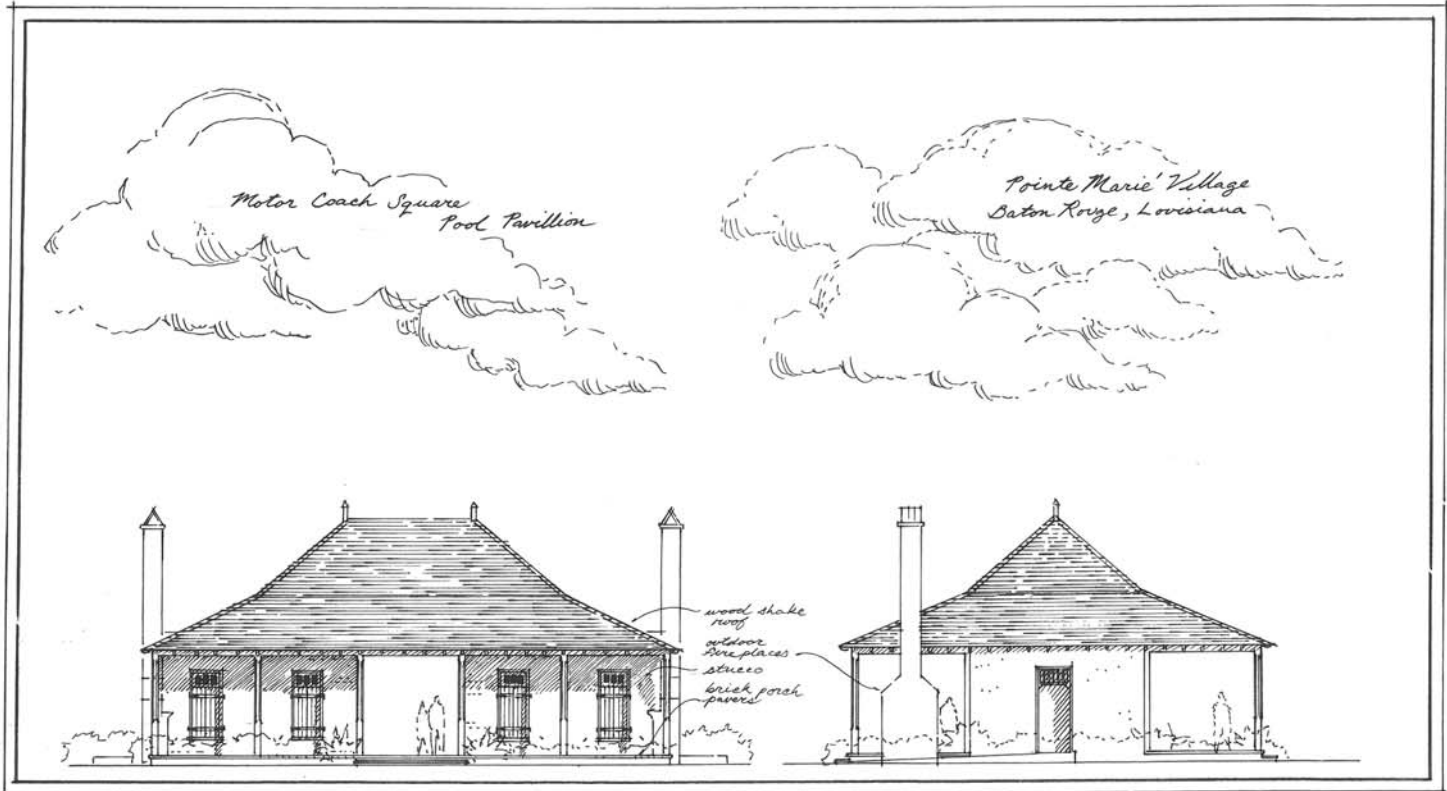 Motor Coach Square
Pool Pavillion
Pointe Marie' Village
Baton Rouge, Louisiana
wood shake
roof
outdoor
fire places
stucco
brick porch
pavers